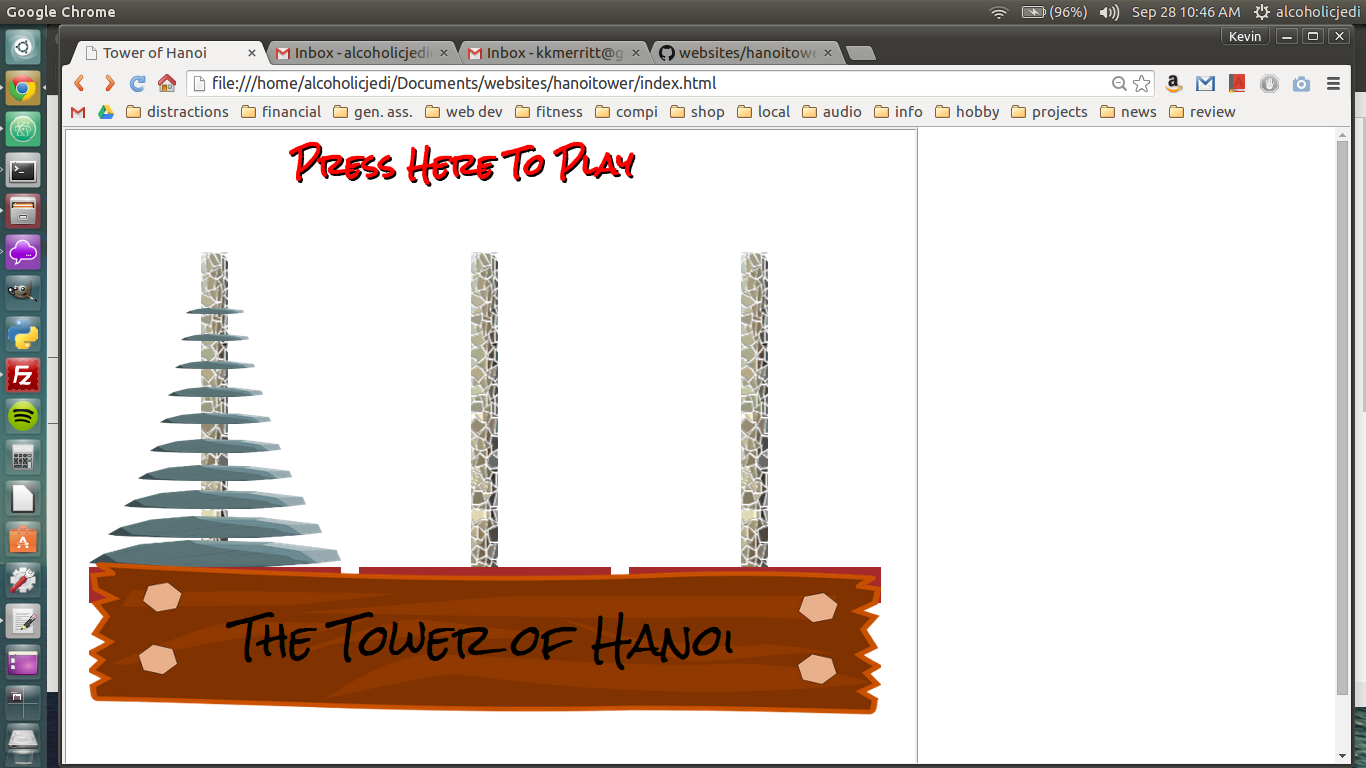 Google Chrome
(96%)
Sep 28 10:46 AM
alcoholicjedi
Kevin
Tower of Hanoi
Inbox - alcoholicjedi
Inbox - kkmerritt@g
websites/hanoitowe
file:///home/alcoholicjedi/Documents/websites/hanoitower/index.html
distractions
financial
gen. ass.
web dev
fitness
compi
shop
local
audio
info
hobby
projects
news
review
Press Here To Play
The Tower of Hanoi